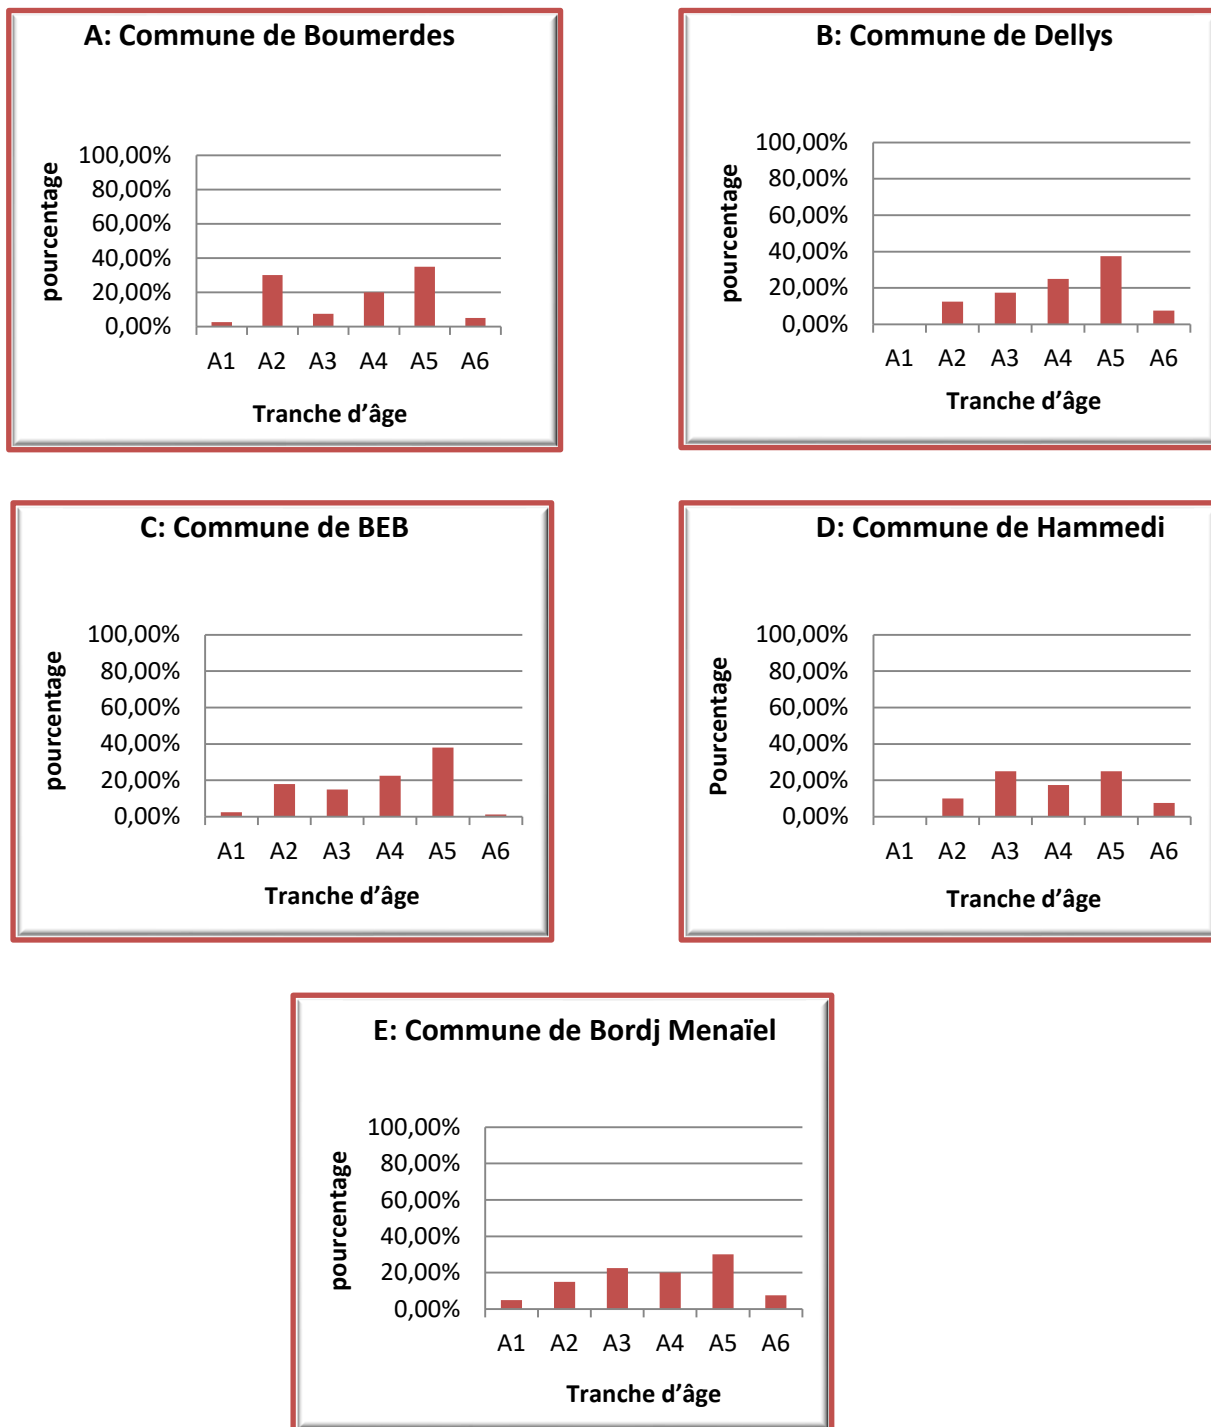 A: Commune de Boumerdes
pourcentage
100,00%
80,00%
60,00%
40,00%
20,00%
0,00%
A1 A2 A3 A4 A5 A6
Tranche d’âge
B: Commune de Dellys
pourcentage
100,00%
80,00%
60,00%
40,00%
20,00%
0,00%
A1 A2 A3 A4 A5 A6
Tranche d’âge
C: Commune de BEB
pourcentage
100,00%
80,00%
60,00%
40,00%
20,00%
0,00%
A1 A2 A3 A4 A5 A6
Tranche d’âge
D: Commune de Hammedi
Pourcentage
100,00%
80,00%
60,00%
40,00%
20,00%
0,00%
A1 A2 A3 A4 A5 A6
Tranche d’âge
E: Commune de Bordj Menaïel
pourcentage
100,00%
80,00%
60,00%
40,00%
20,00%
0,00%
A1 A2 A3 A4 A5 A6
Tranche d’âge